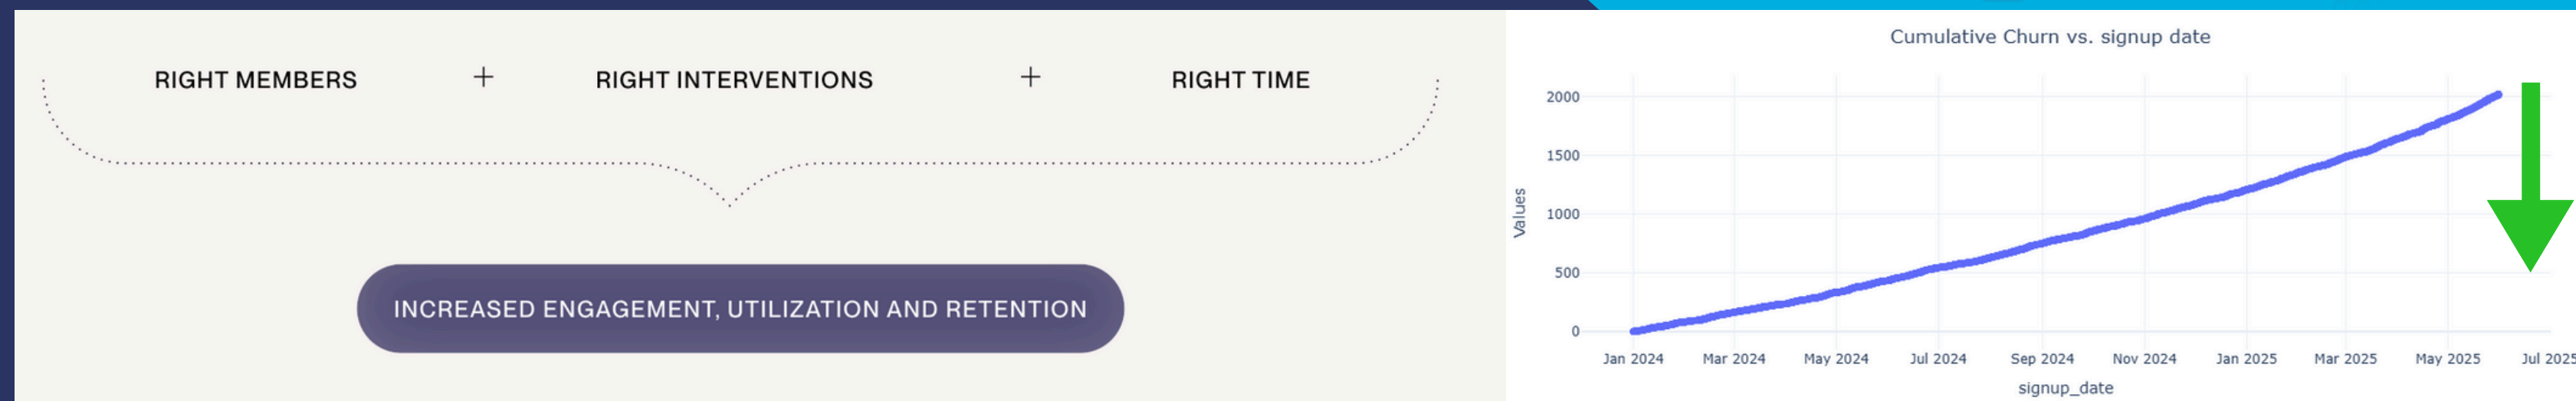 RIGHT MEMBERS + RIGHT INTERVENTIONS + RIGHT TIME
INCREASED ENGAGEMENT, UTILIZATION AND RETENTION
Cumulative Churn vs. signup date
Values
2000
1500
1000
500
0
Jan 2024 Mar 2024 May 2024 Jul 2024 Sep 2024 Nov 2024 Jan 2025 Mar 2025 May 2025 Jul 2025
signup_date